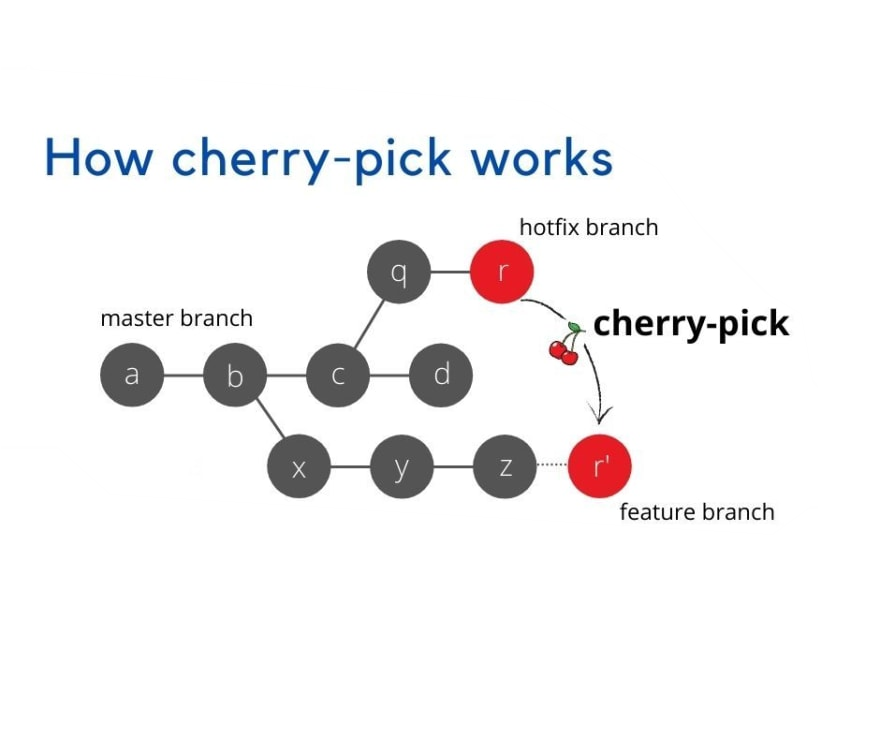 How cherry-pick works
hotfix branch
q
r
master branch
cherry-pick
a
b
c
d
x
y
z
r'
feature branch